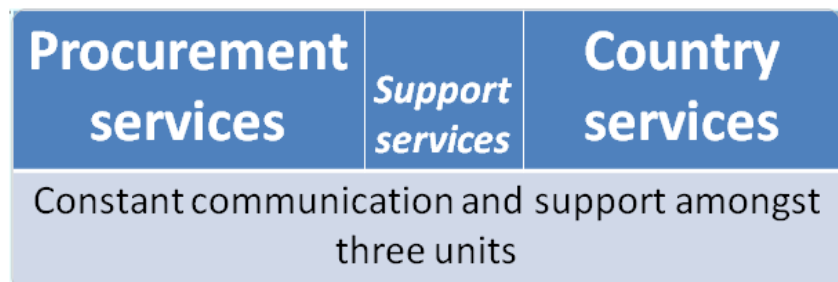 Procurement
services
Support
services
Country
services
Constant communication and support amongst
three units